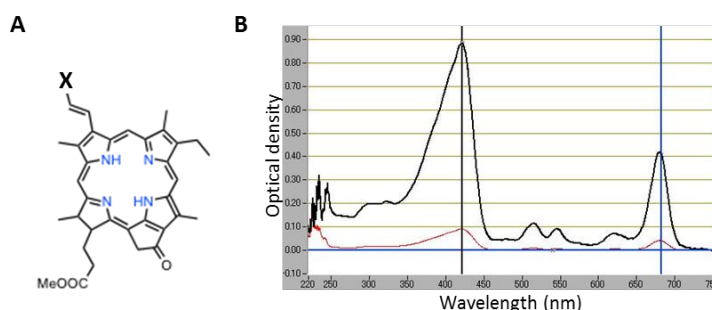 A
B
X
NH
N
N
HN
O
MeOOC
Optical density
0.90
0.80
0.70
0.60
0.50
0.40
0.30
0.20
0.10
0.00
-0.10
220 250 300 350 400 450 500 550 600 650 700 75
Wavelength (nm)